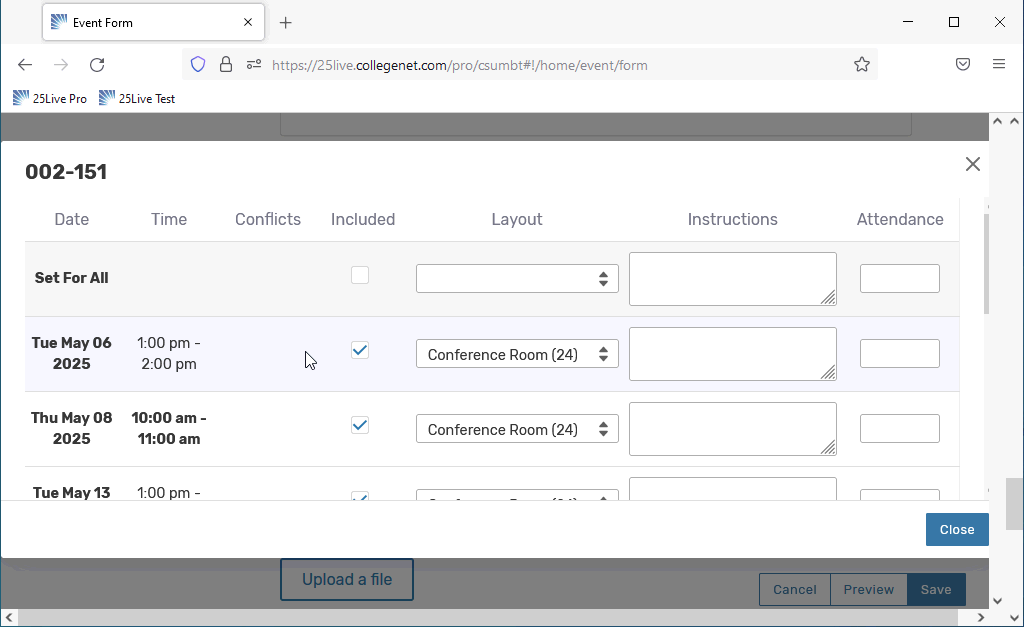 Event Form
https://25live.collegenet.com/pro/csumbt#!/home/event/form
25Live Pro 25Live Test
002-151
Date Time Conflicts Included Layout Instructions Attendance
Set For All
Tue May 06 2025 1:00 pm - 2:00 pm Conference Room (24)
Thu May 08 2025 10:00 am - 11:00 am Conference Room (24)
Tue May 13 1:00 pm -
Close
Upload a file
Cancel Preview Save